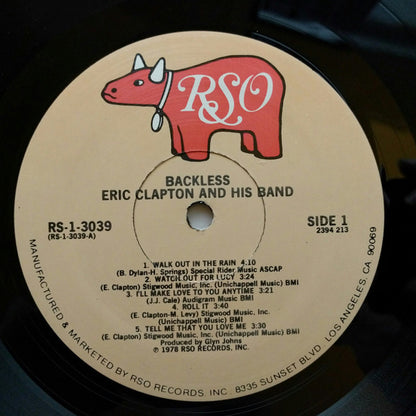 RSO
BACKLESS
ERIC CLAPTON AND HIS BAND
RS-1-3039
(RS-1-3039-A)
SIDE 1
2394 213
1. WALK OUT IN THE RAIN 4:10
(B. Dylan-H. Springs) Special Rider Music ASCAP
2. WATCH OUT FOR LUCY 3:24
(E. Clapton) Stigwood Music Inc. (Unichappell Music) BMI
3. I'LL MAKE LOVE TO YOU ANYTIME 3:21
(J.J. Cale) Audigram Music BMI
4. ROLL IT 3:40
(E. Clapton-M. Levy) Stigwood Music Inc.
(Unichappell Music) BMI
5. TELL ME THAT YOU LOVE ME 3:30
(E. Clapton) Stigwood Music, Inc. (Unichappell Music) BMI
Produced by Glyn Johns
℗ 1978 RSO RECORDS, INC.
MANUFACTURED & MARKETED BY RSO RECORDS, INC. 8335 SUNSET BLVD. LOS ANGELES, CA. 90069